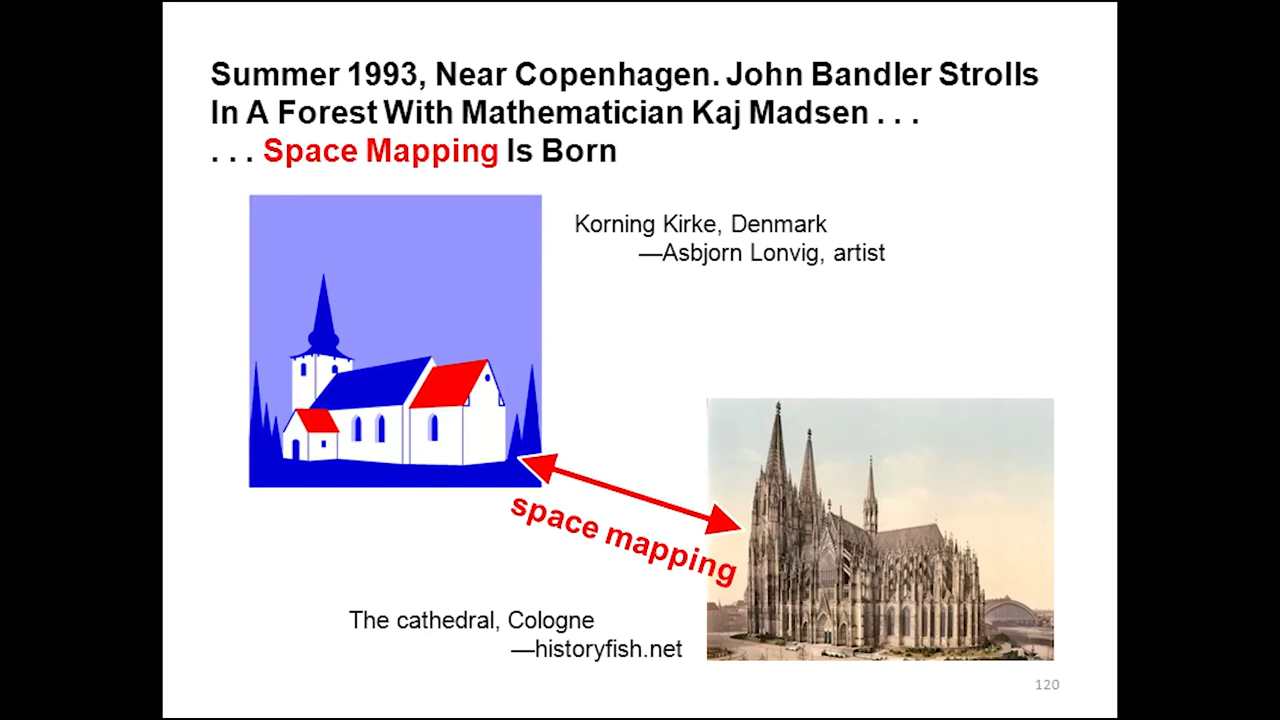 Summer 1993, Near Copenhagen. John Bandler Strolls
In A Forest With Mathematician Kaj Madsen . . .
. . . Space Mapping Is Born
Korning Kirke, Denmark
—Asbjorn Lonvig, artist
space mapping
The cathedral, Cologne
—historyfish.net
120